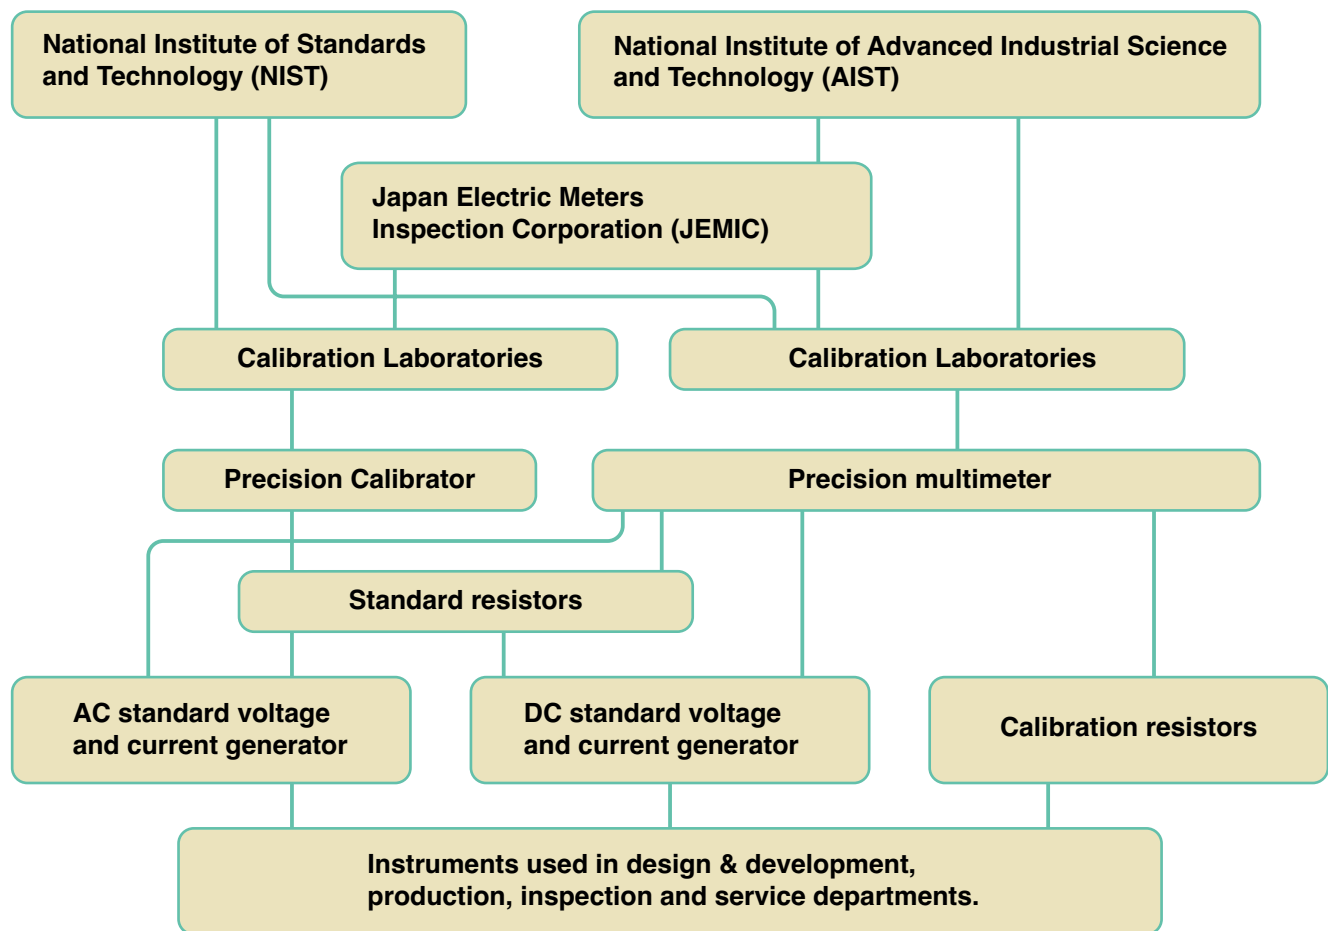 National Institute of Standards
and Technology (NIST)
National Institute of Advanced Industrial Science
and Technology (AIST)
Japan Electric Meters
Inspection Corporation (JEMIC)
Calibration Laboratories
Calibration Laboratories
Precision Calibrator
Precision multimeter
Standard resistors
AC standard voltage
and current generator
DC standard voltage
and current generator
Calibration resistors
Instruments used in design & development,
production, inspection and service departments.